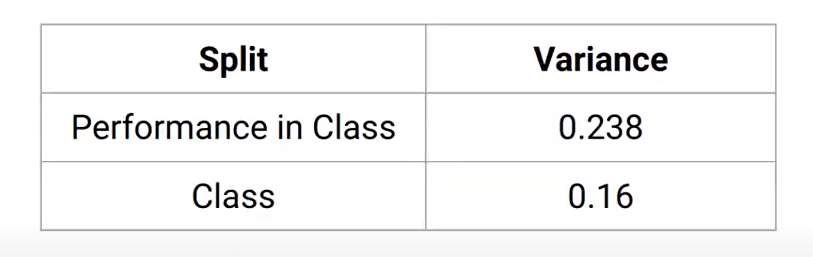 Split Variance
Performance in Class 0.238
Class 0.16